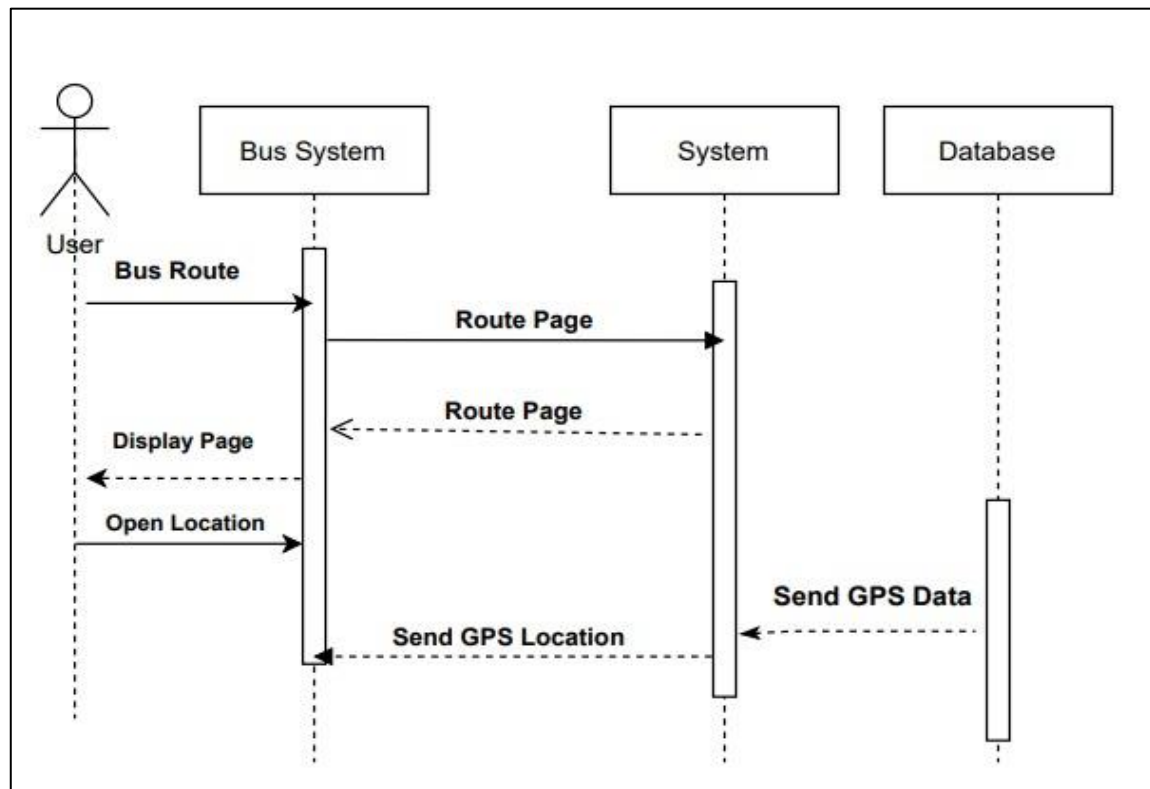 Bus System
System
Database
User
Bus Route
Route Page
Route Page
Display Page
Open Location
Send GPS Data
Send GPS Location